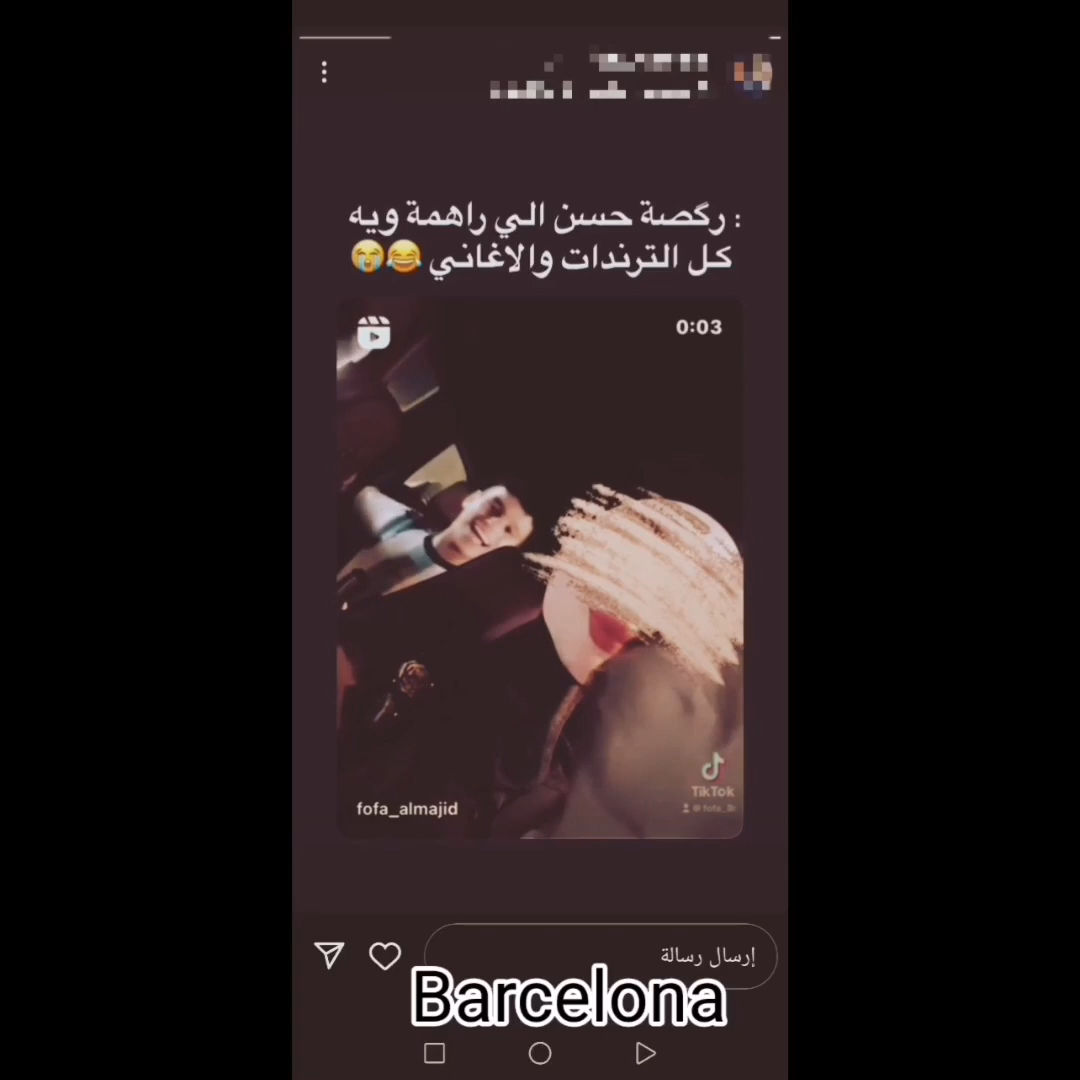 : رگصة حسن الي راهمة ويه
كل الترندات والاغاني 😂😭
0:03
TikTok
fofa_almajid
إرسال رسالة
Barcelona